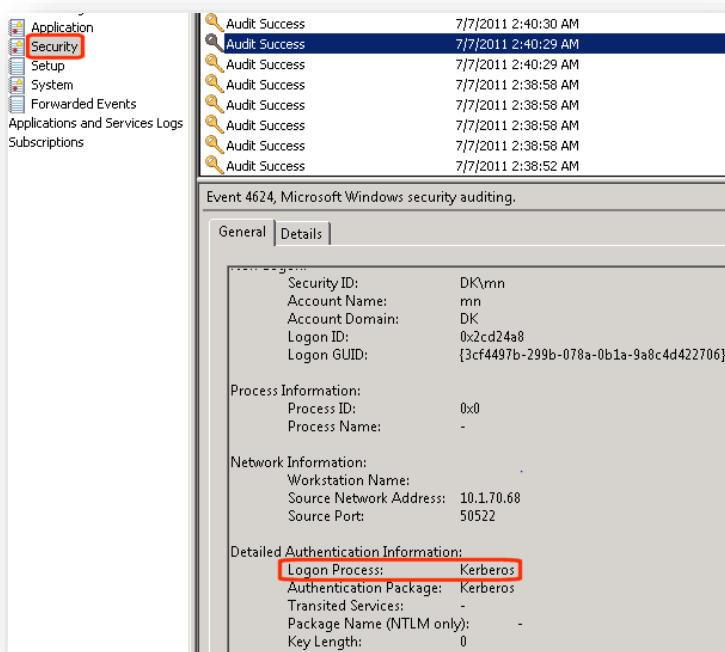 Application
Security
Setup
System
Forwarded Events
Applications and Services Logs
Subscriptions
Audit Success 7/7/2011 2:40:30 AM
Audit Success 7/7/2011 2:40:29 AM
Audit Success 7/7/2011 2:40:29 AM
Audit Success 7/7/2011 2:38:58 AM
Audit Success 7/7/2011 2:38:58 AM
Audit Success 7/7/2011 2:38:58 AM
Audit Success 7/7/2011 2:38:58 AM
Audit Success 7/7/2011 2:38:52 AM
Event 4624, Microsoft Windows security auditing.
General Details
Security ID: DK\mn
Account Name: mn
Account Domain: DK
Logon ID: 0x2cd24a8
Logon GUID: {3cf4497b-299b-078a-0b1a-9a8c4d422706}
Process Information:
Process ID: 0x0
Process Name: -
Network Information:
Workstation Name:
Source Network Address: 10.1.70.68
Source Port: 50522
Detailed Authentication Information:
Logon Process: Kerberos
Authentication Package: Kerberos
Transited Services: -
Package Name (NTLM only): -
Key Length: 0